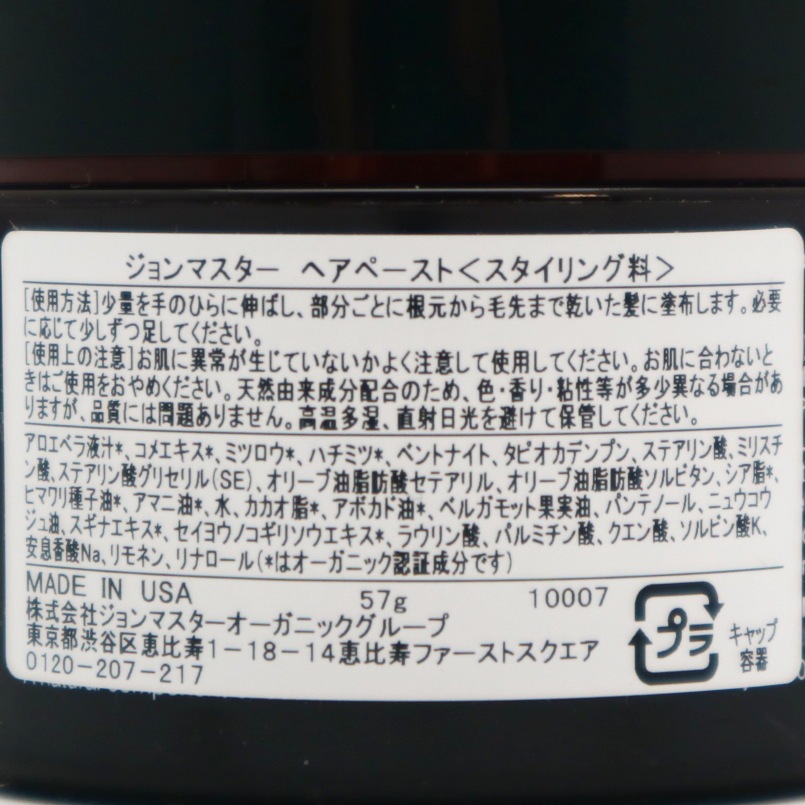 ジョンマスター ヘアペースト<スタイリング料>
[使用方法]少量を手のひらに伸ばし、部分ごとに根元から毛先まで乾いた髪に塗布します。必要
に応じて少しずつ足してください。
[使用上の注意]お肌に異常が生じていないかよく注意して使用してください。お肌に合わないと
きはご使用をおやめください。天然由来成分配合のため、色・香り・粘性等が多少異なる場合があ
りますが、品質には問題ありません。高温多湿、直射日光を避けて保管してください。
アロエベラ液汁*、コメエキス*、ミツロウ*、ハチミツ*、ベントナイト、タピオカデンプン、ステアリン酸、ミリスチ
ン酸、ステアリン酸グリセリル(SE)、オリーブ油脂肪酸セテアリル、オリーブ油脂肪酸ソルビタン、シア脂*、
ヒマワリ種子油*、アマニ油*、水、カカオ脂*、アボカド油*、ベルガモット果実油、パンテノール、ニュウコウ
ジュ油、スギナエキス*、セイヨウノコギリソウエキス*、ラウリン酸、パルミチン酸、クエン酸、ソルビン酸K、
安息香酸Na、リモネン、リナロール(*はオーガニック認証成分です)
MADE IN USA 57g 10007
株式会社ジョンマスターオーガニックグループ
東京都渋谷区恵比寿1-18-14恵比寿ファーストスクエア
0120-207-217
プラ
キャップ
容器